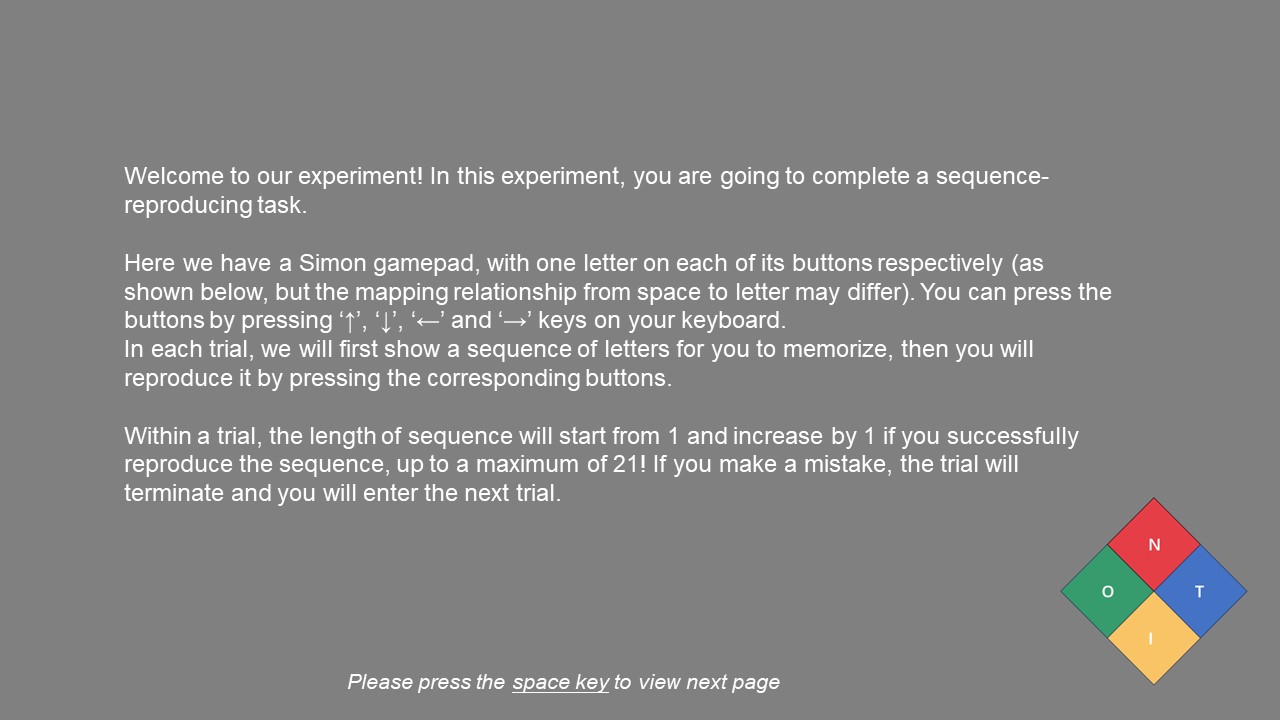 Welcome to our experiment! In this experiment, you are going to complete a sequence-
reproducing task.
Here we have a Simon gamepad, with one letter on each of its buttons respectively (as
shown below, but the mapping relationship from space to letter may differ). You can press the
buttons by pressing ‘↑’, ‘↓’, ‘←’ and ‘→’ keys on your keyboard.
In each trial, we will first show a sequence of letters for you to memorize, then you will
reproduce it by pressing the corresponding buttons.
Within a trial, the length of sequence will start from 1 and increase by 1 if you successfully
reproduce the sequence, up to a maximum of 21! If you make a mistake, the trial will
terminate and you will enter the next trial.
N
O T
I
Please press the space key to view next page